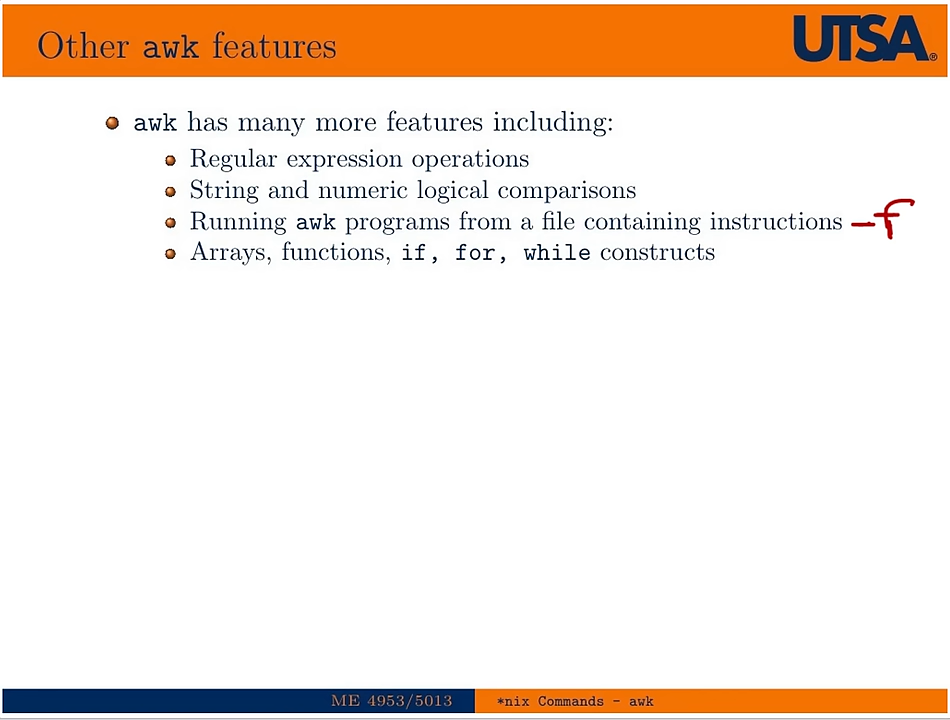 Other awk features
UTSA®
awk has many more features including:
Regular expression operations
String and numeric logical comparisons
Running awk programs from a file containing instructions -f
Arrays, functions, if, for, while constructs
ME 4953/5013
*nix Commands - awk